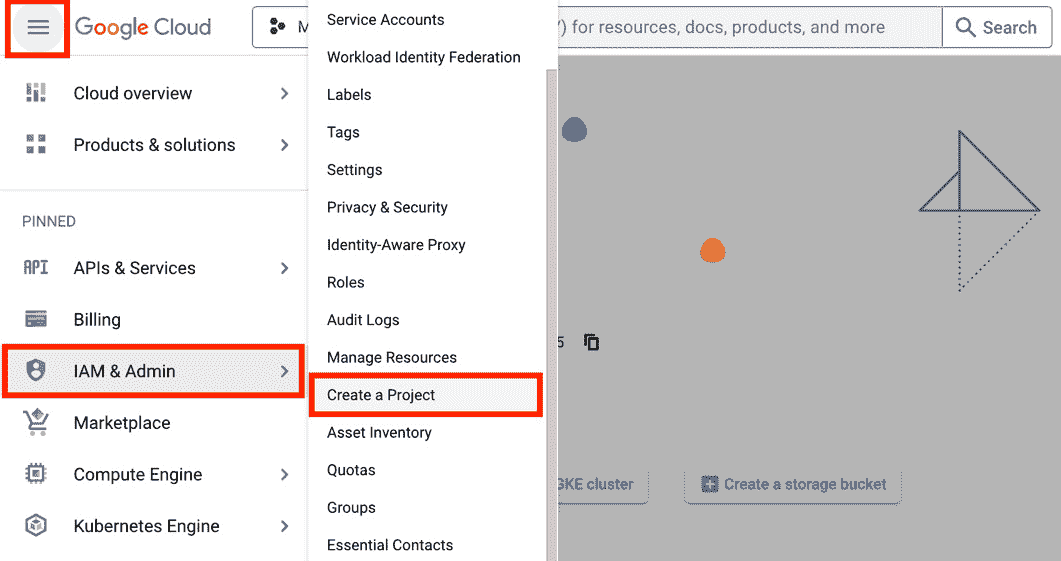 Google Cloud
M
/) for resources, docs, products, and more
Search
Cloud overview
Products & solutions
PINNED
API APIs & Services
Billing
IAM & Admin
Marketplace
Compute Engine
Kubernetes Engine
Service Accounts
Workload Identity Federation
Labels
Tags
Settings
Privacy & Security
Identity-Aware Proxy
Roles
Audit Logs
Manage Resources
Create a Project
Asset Inventory
Quotas
Groups
Essential Contacts
5
GKE cluster
Create a storage bucket